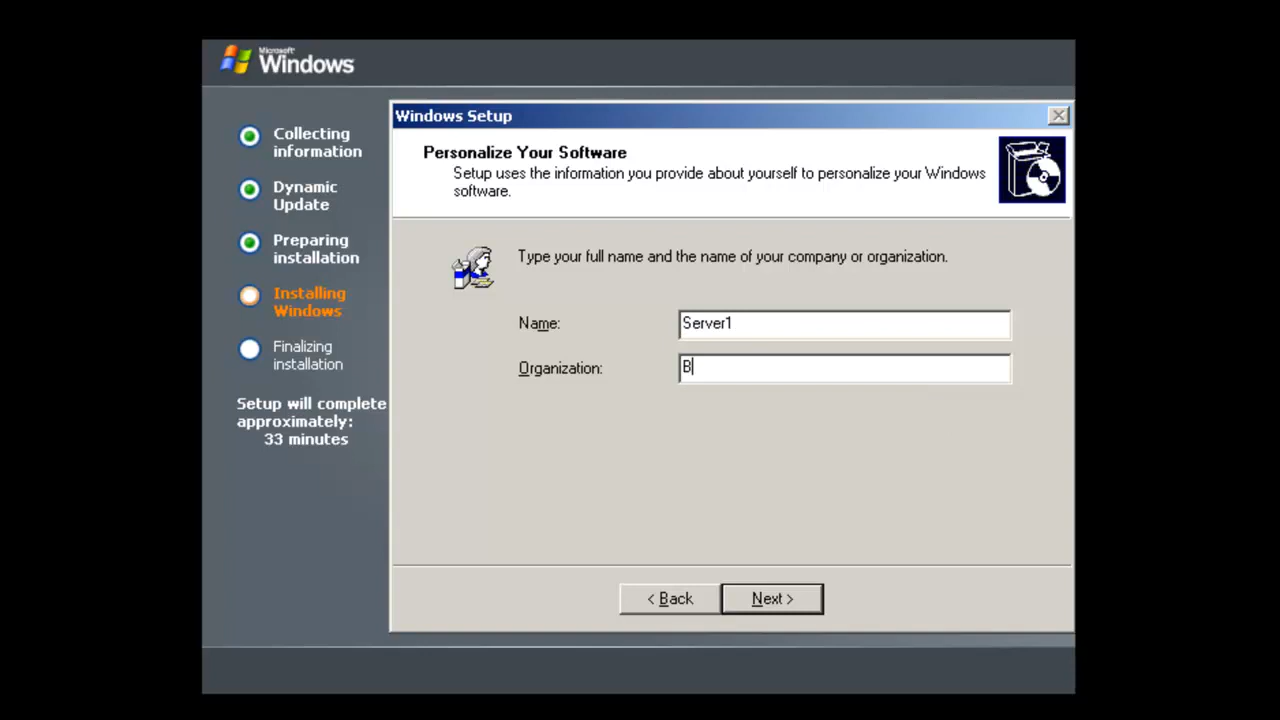 Microsoft®
Windows
Collecting
information
Dynamic
Update
Preparing
installation
Installing
Windows
Finalizing
installation
Setup will complete
approximately:
33 minutes
Windows Setup
Personalize Your Software
Setup uses the information you provide about yourself to personalize your Windows
software.
Type your full name and the name of your company or organization.
Name: Server1
Organization: B
< Back Next >